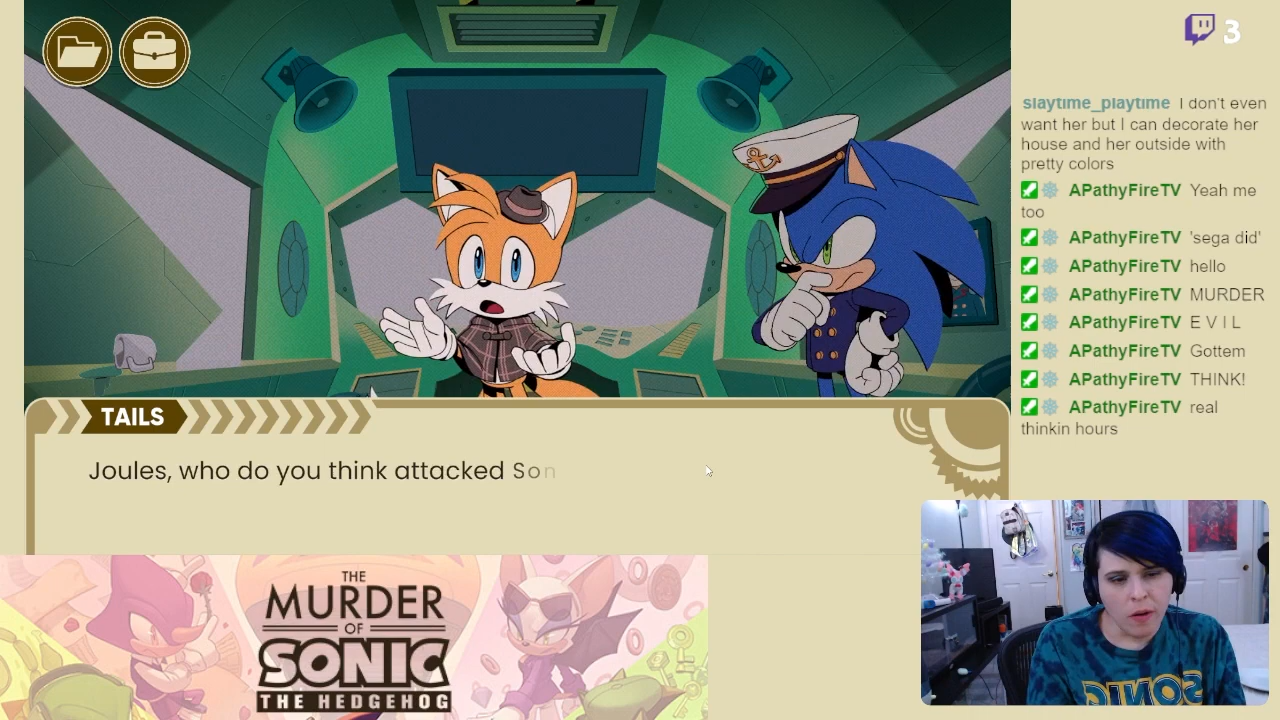 3
slaytime_playtime I don't even
want her but I can decorate her
house and her outside with
pretty colors
APathyFireTV Yeah me
too
APathyFireTV 'sega did'
APathyFireTV hello
APathyFireTV MURDER
APathyFireTV E V I L
APathyFireTV Gottem
APathyFireTV THINK!
APathyFireTV real
thinkin hours
TAILS
Joules, who do you think attacked Son
THE
MURDER
OF
SONIC
THE HEDGEHOG
SONIC